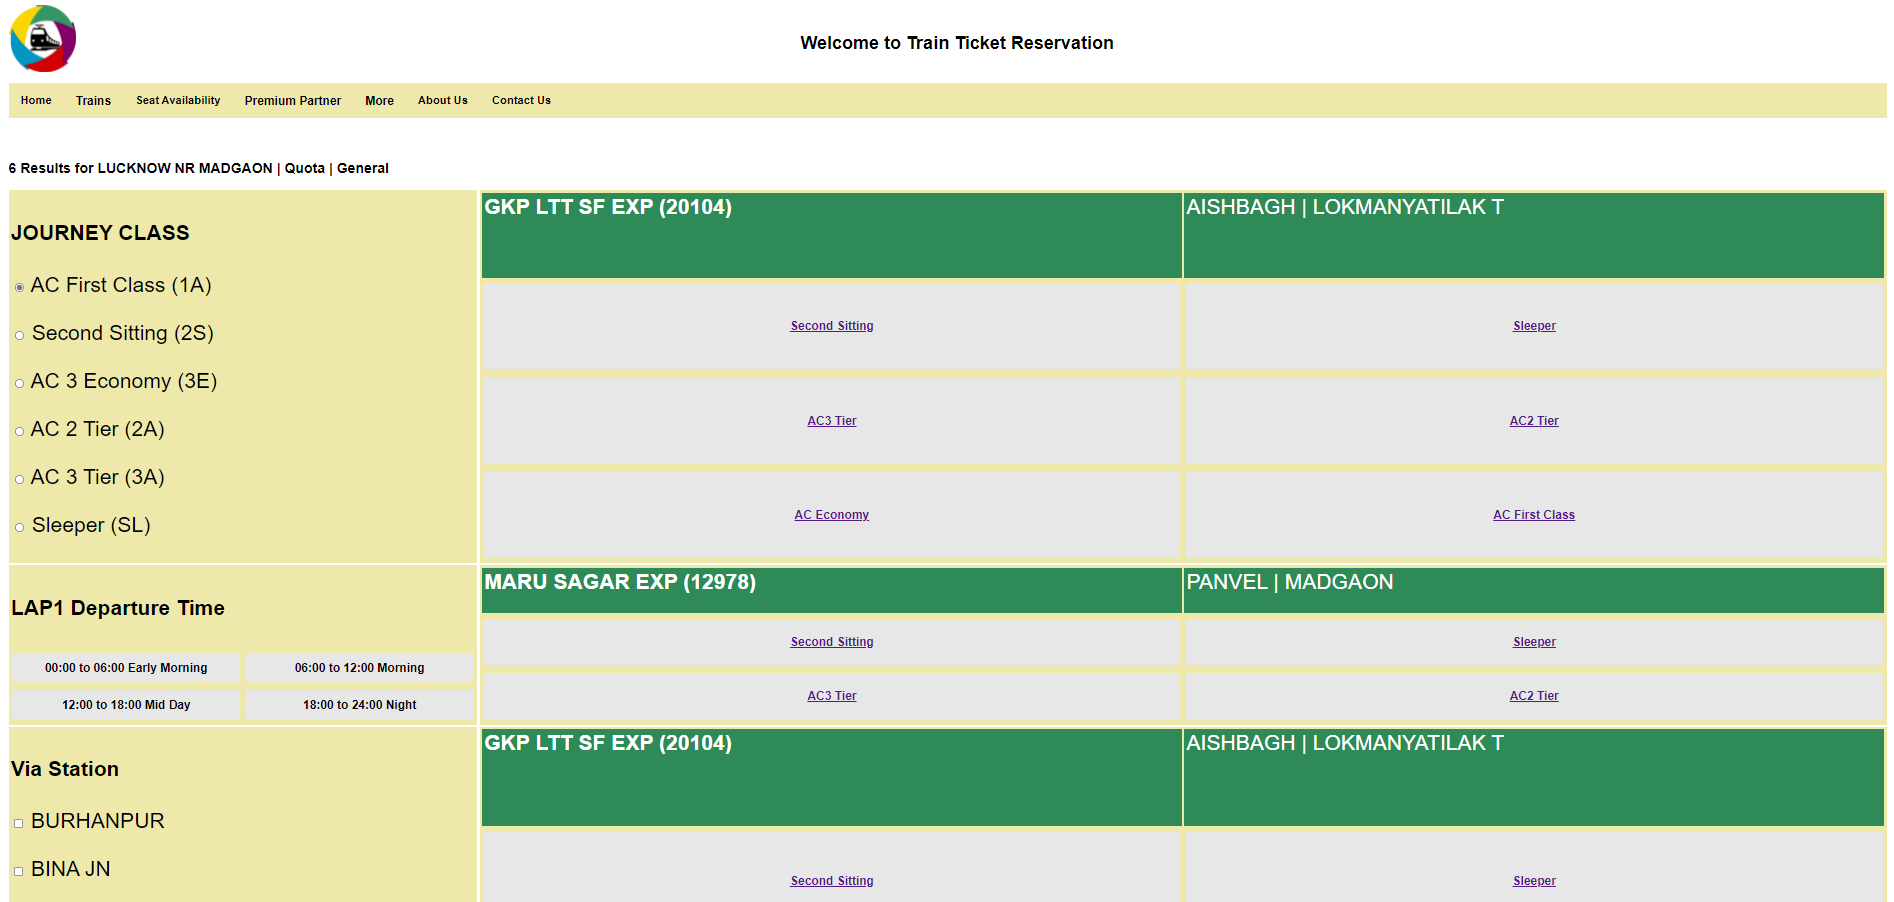 Welcome to Train Ticket Reservation
Home Trains Seat Availability Premium Partner More About Us Contact Us
6 Results for LUCKNOW NR MADGAON | Quota | General
JOURNEY CLASS
AC First Class (1A)
Second Sitting (2S)
AC 3 Economy (3E)
AC 2 Tier (2A)
AC 3 Tier (3A)
Sleeper (SL)
GKP LTT SF EXP (20104) AISHBAGH | LOKMANYATILAK T
Second Sitting Sleeper
AC3 Tier AC2 Tier
AC Economy AC First Class
LAP1 Departure Time
00:00 to 06:00 Early Morning 06:00 to 12:00 Morning
12:00 to 18:00 Mid Day 18:00 to 24:00 Night
MARU SAGAR EXP (12978) PANVEL | MADGAON
Second Sitting Sleeper
AC3 Tier AC2 Tier
Via Station
BURHANPUR
BINA JN
GKP LTT SF EXP (20104) AISHBAGH | LOKMANYATILAK T
Second Sitting Sleeper